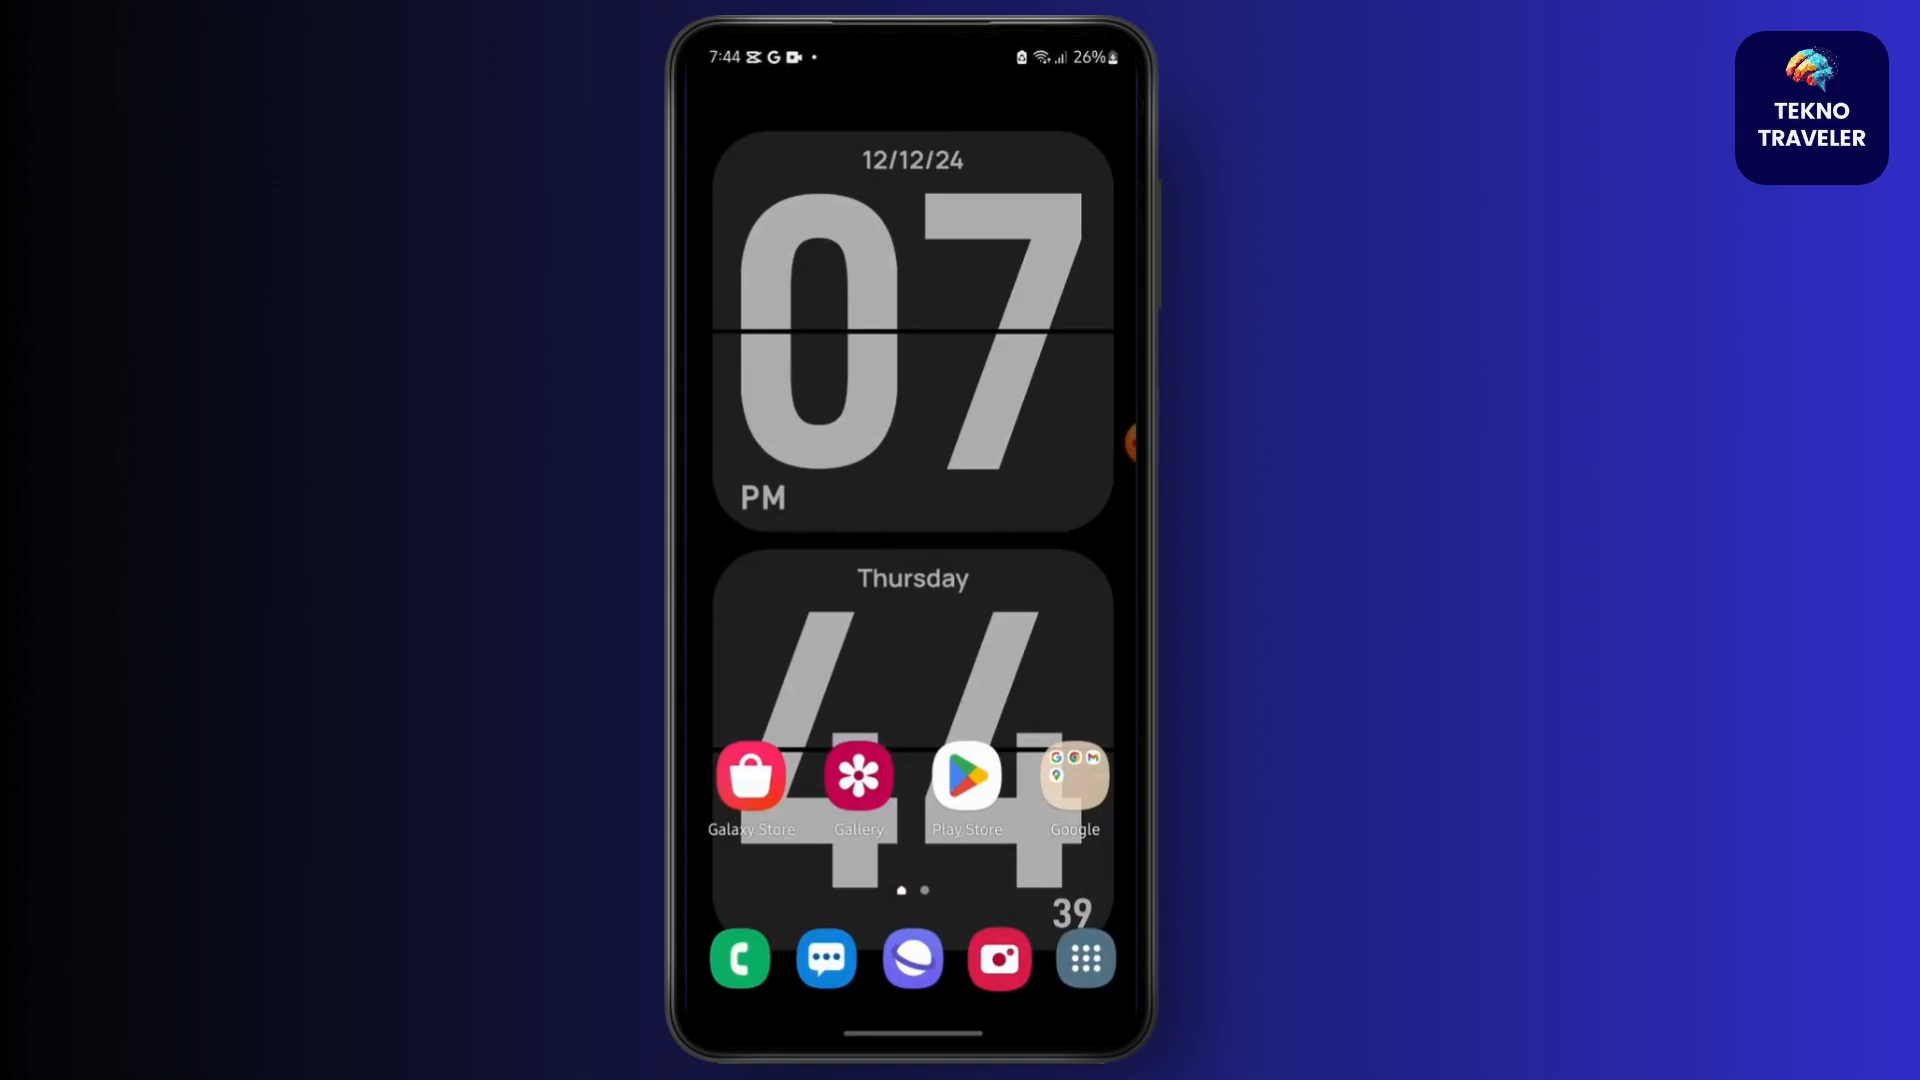 7:44
26%
TEKNO
TRAVELER
12/12/24
07
PM
Thursday
44
Galaxy Store
Gallery
Play Store
Google
39